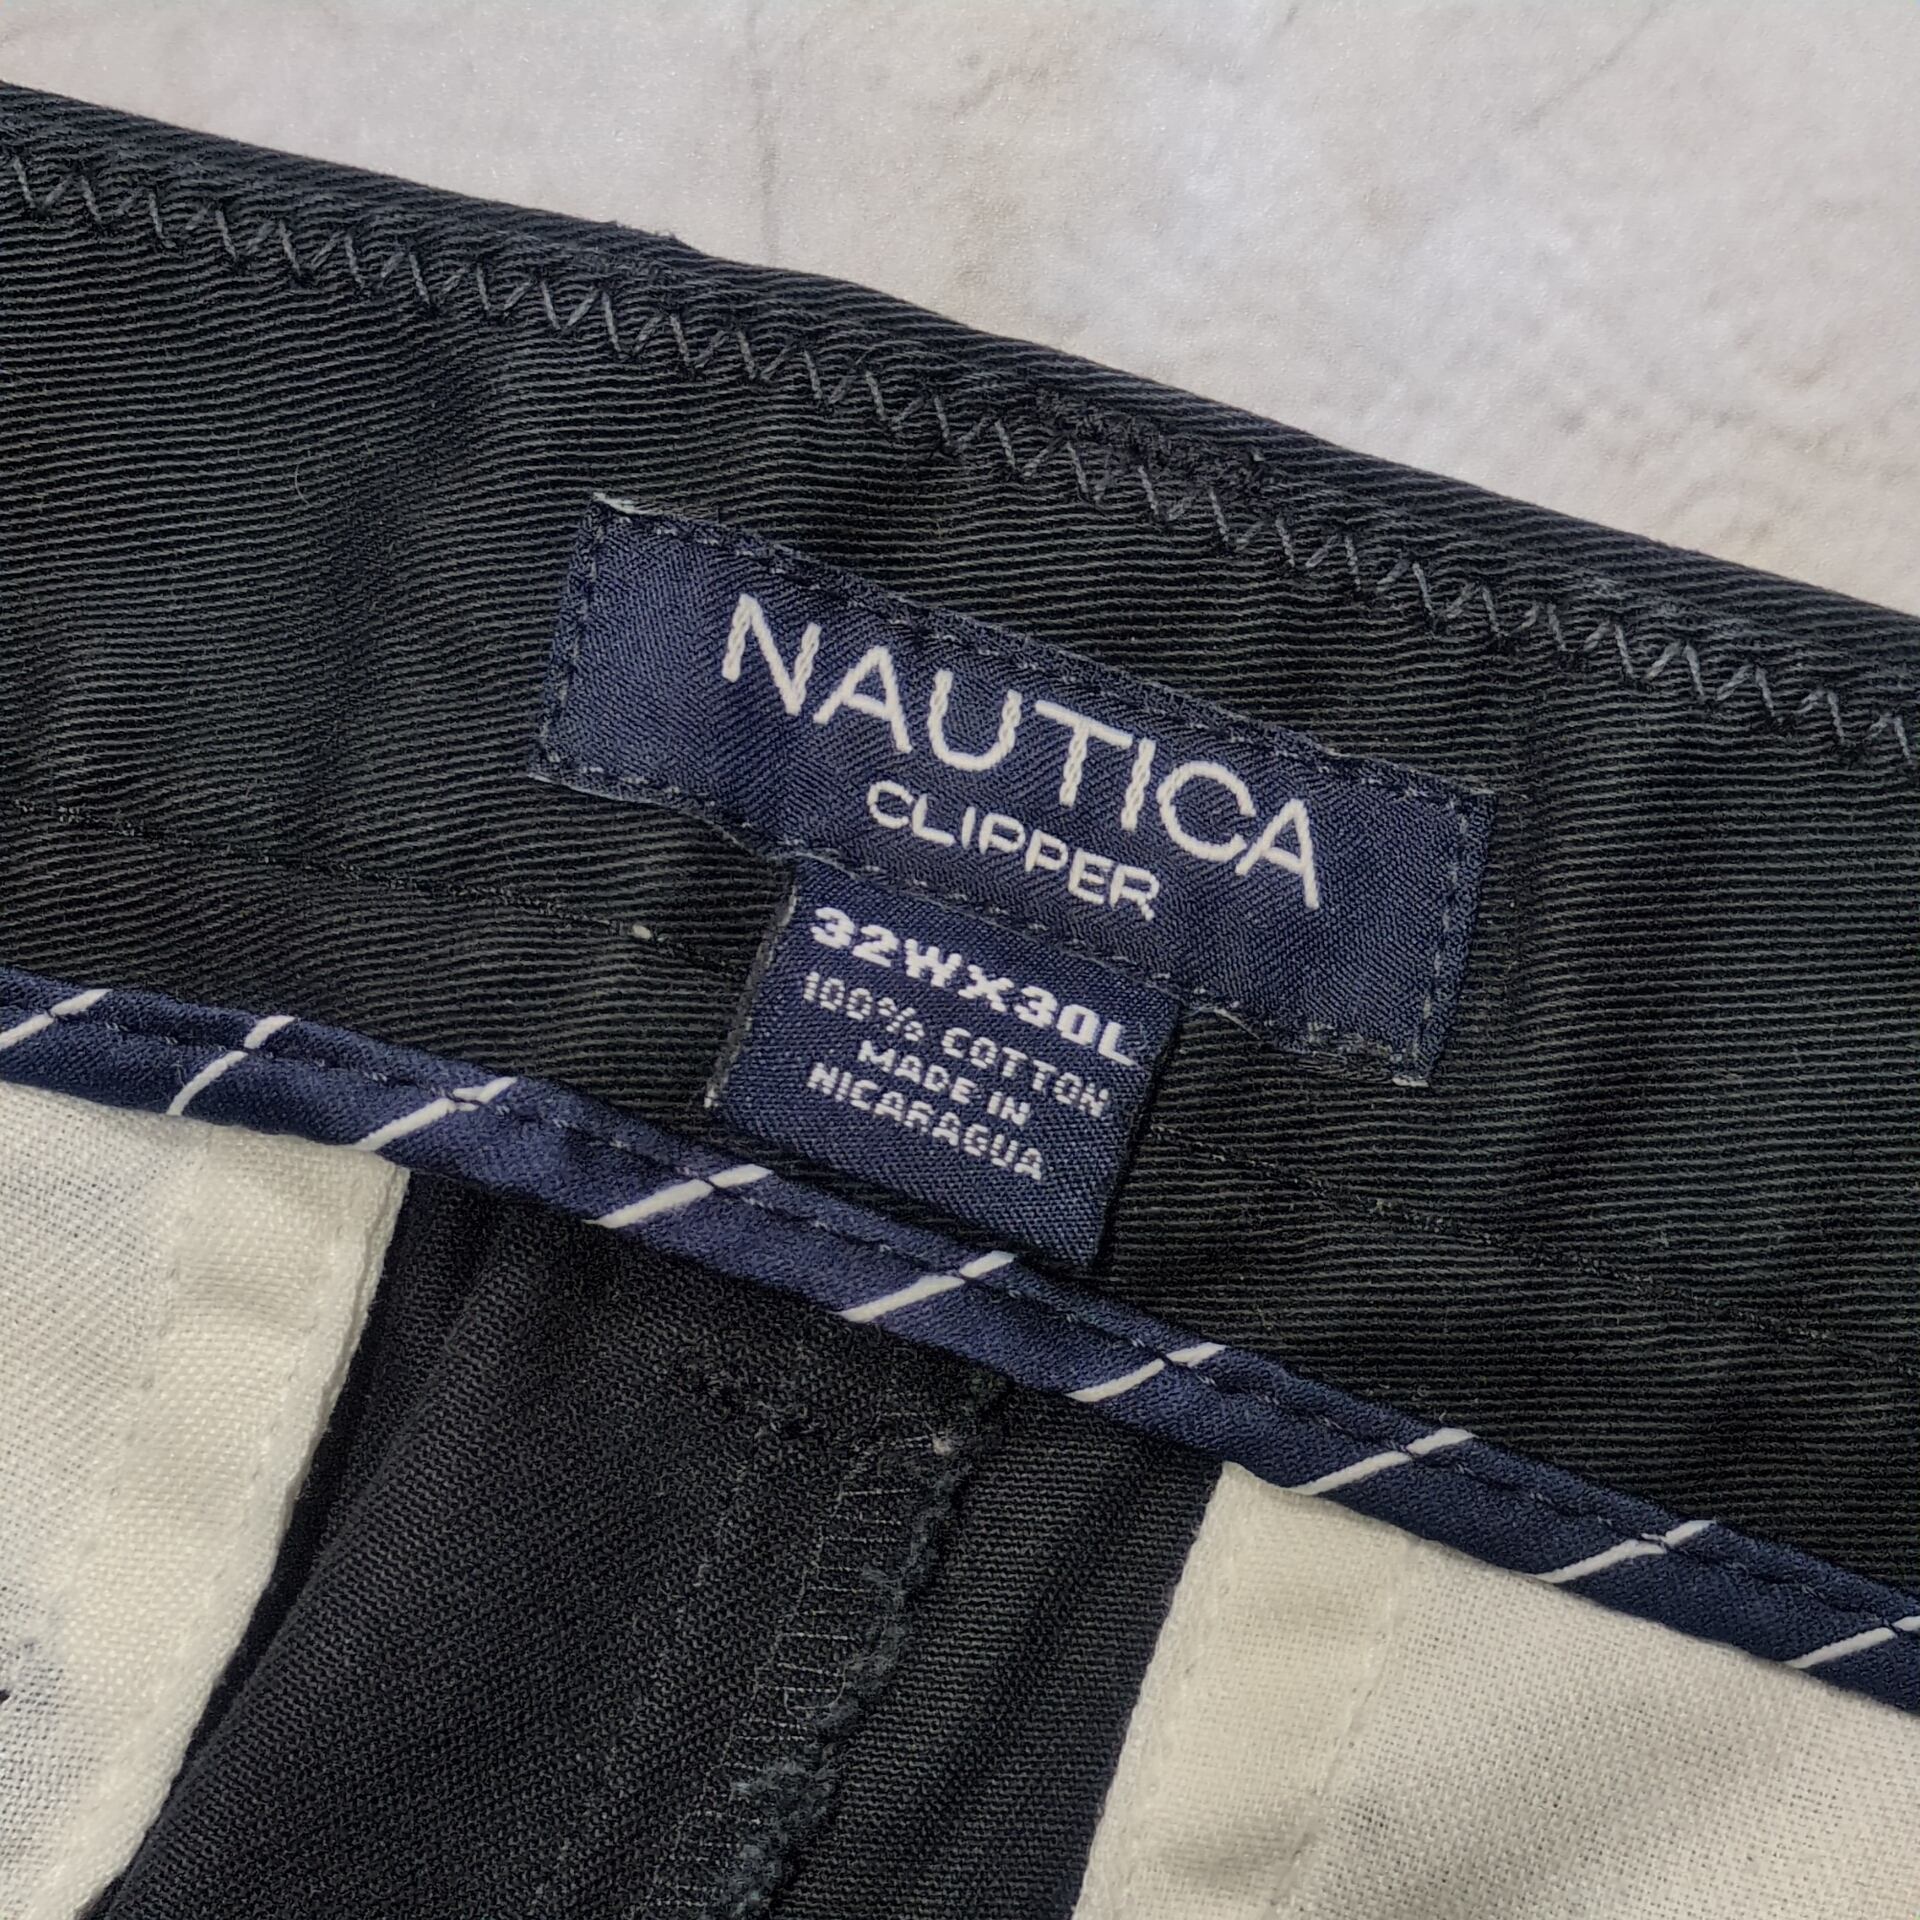 NAUTICA
CLIPPER
32WX30L
100% COTTON
MADE IN
NICARAGUA